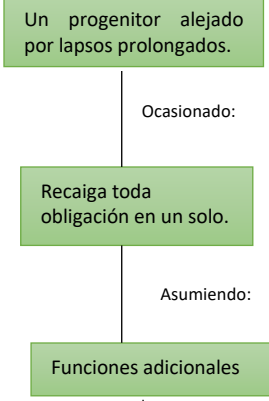 Un progenitor alejado
por lapsos prolongados.
Ocasionado:
Recaiga toda
obligación en un solo.
Asumiendo:
Funciones adicionales